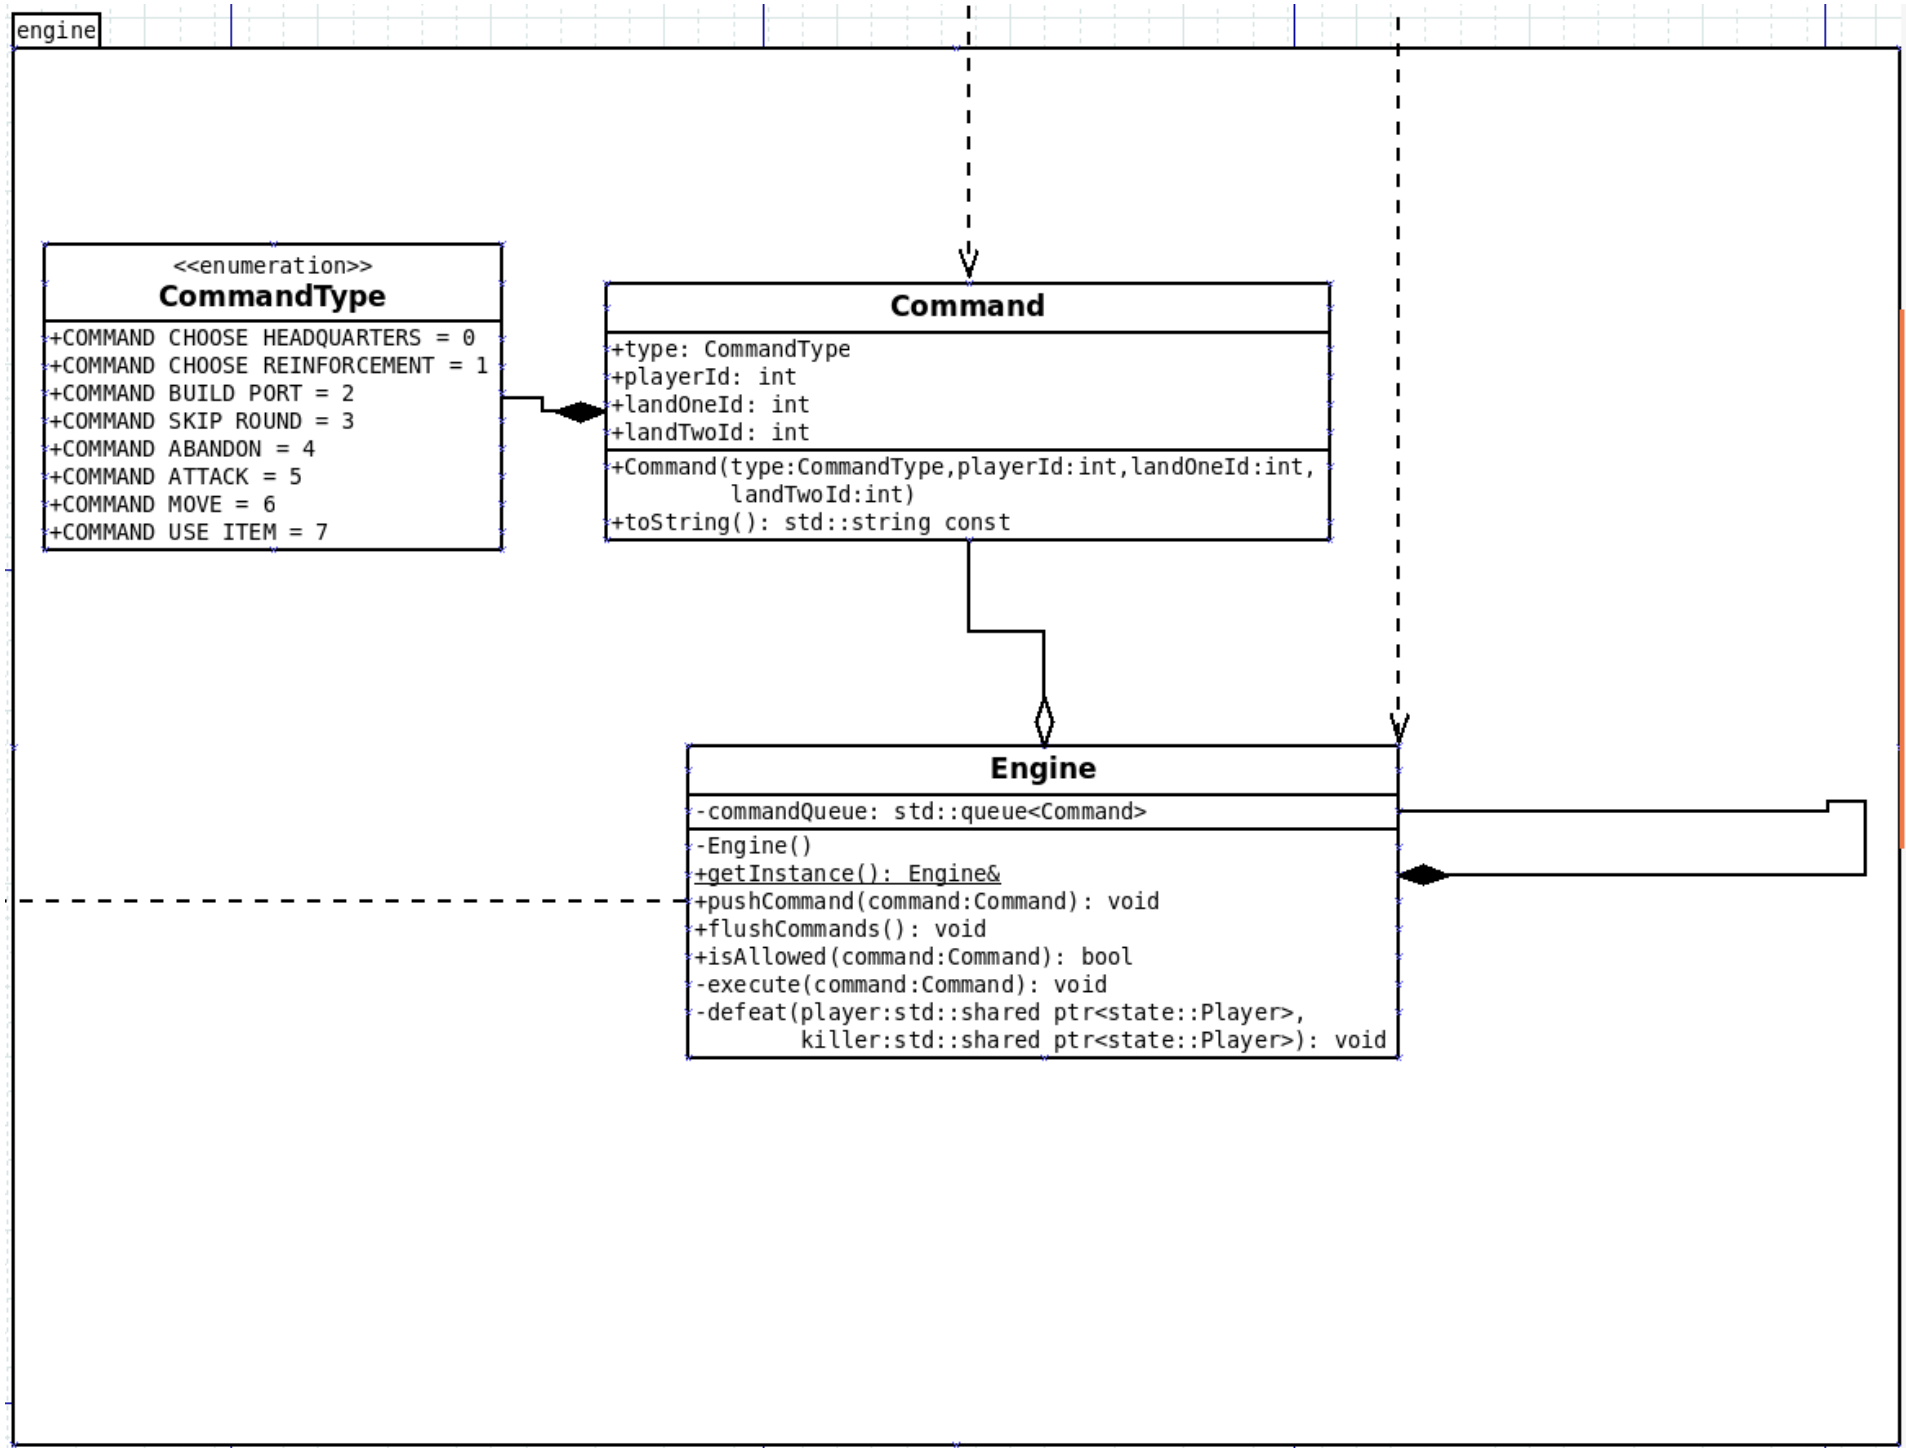 engine
<<enumeration>>
CommandType
+COMMAND CHOOSE HEADQUARTERS = 0
+COMMAND CHOOSE REINFORCEMENT = 1
+COMMAND BUILD PORT = 2
+COMMAND SKIP ROUND = 3
+COMMAND ABANDON = 4
+COMMAND ATTACK = 5
+COMMAND MOVE = 6
+COMMAND USE ITEM = 7
Command
+type: CommandType
+playerId: int
+landOneId: int
+landTwoId: int
+Command(type:CommandType,playerId:int,landOneId:int,
landTwoId:int)
+toString(): std::string const
Engine
-commandQueue: std::queue<Command>
-Engine()
+getInstance(): Engine&
+pushCommand(command:Command): void
+flushCommands(): void
+isAllowed(command:Command): bool
-execute(command:Command): void
-defeat(player:std::shared ptr<state::Player>,
killer:std::shared ptr<state::Player>): void